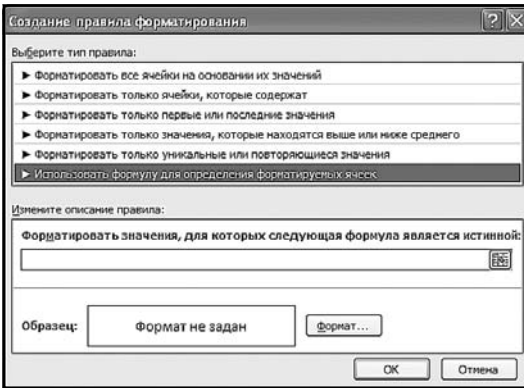 Создание правила форматирования
Выберите тип правила:
► Форматировать все ячейки на основании их значений
► Форматировать только ячейки, которые содержат
► Форматировать только первые или последние значения
► Форматировать только значения, которые находятся выше или ниже среднего
► Форматировать только уникальные или повторяющиеся значения
► Использовать формулу для определения форматируемых ячеек
Измените описание правила:
Форматировать значения, для которых следующая формула является истинной:
Образец:
Формат не задан
Формат...
ОК
Отмена